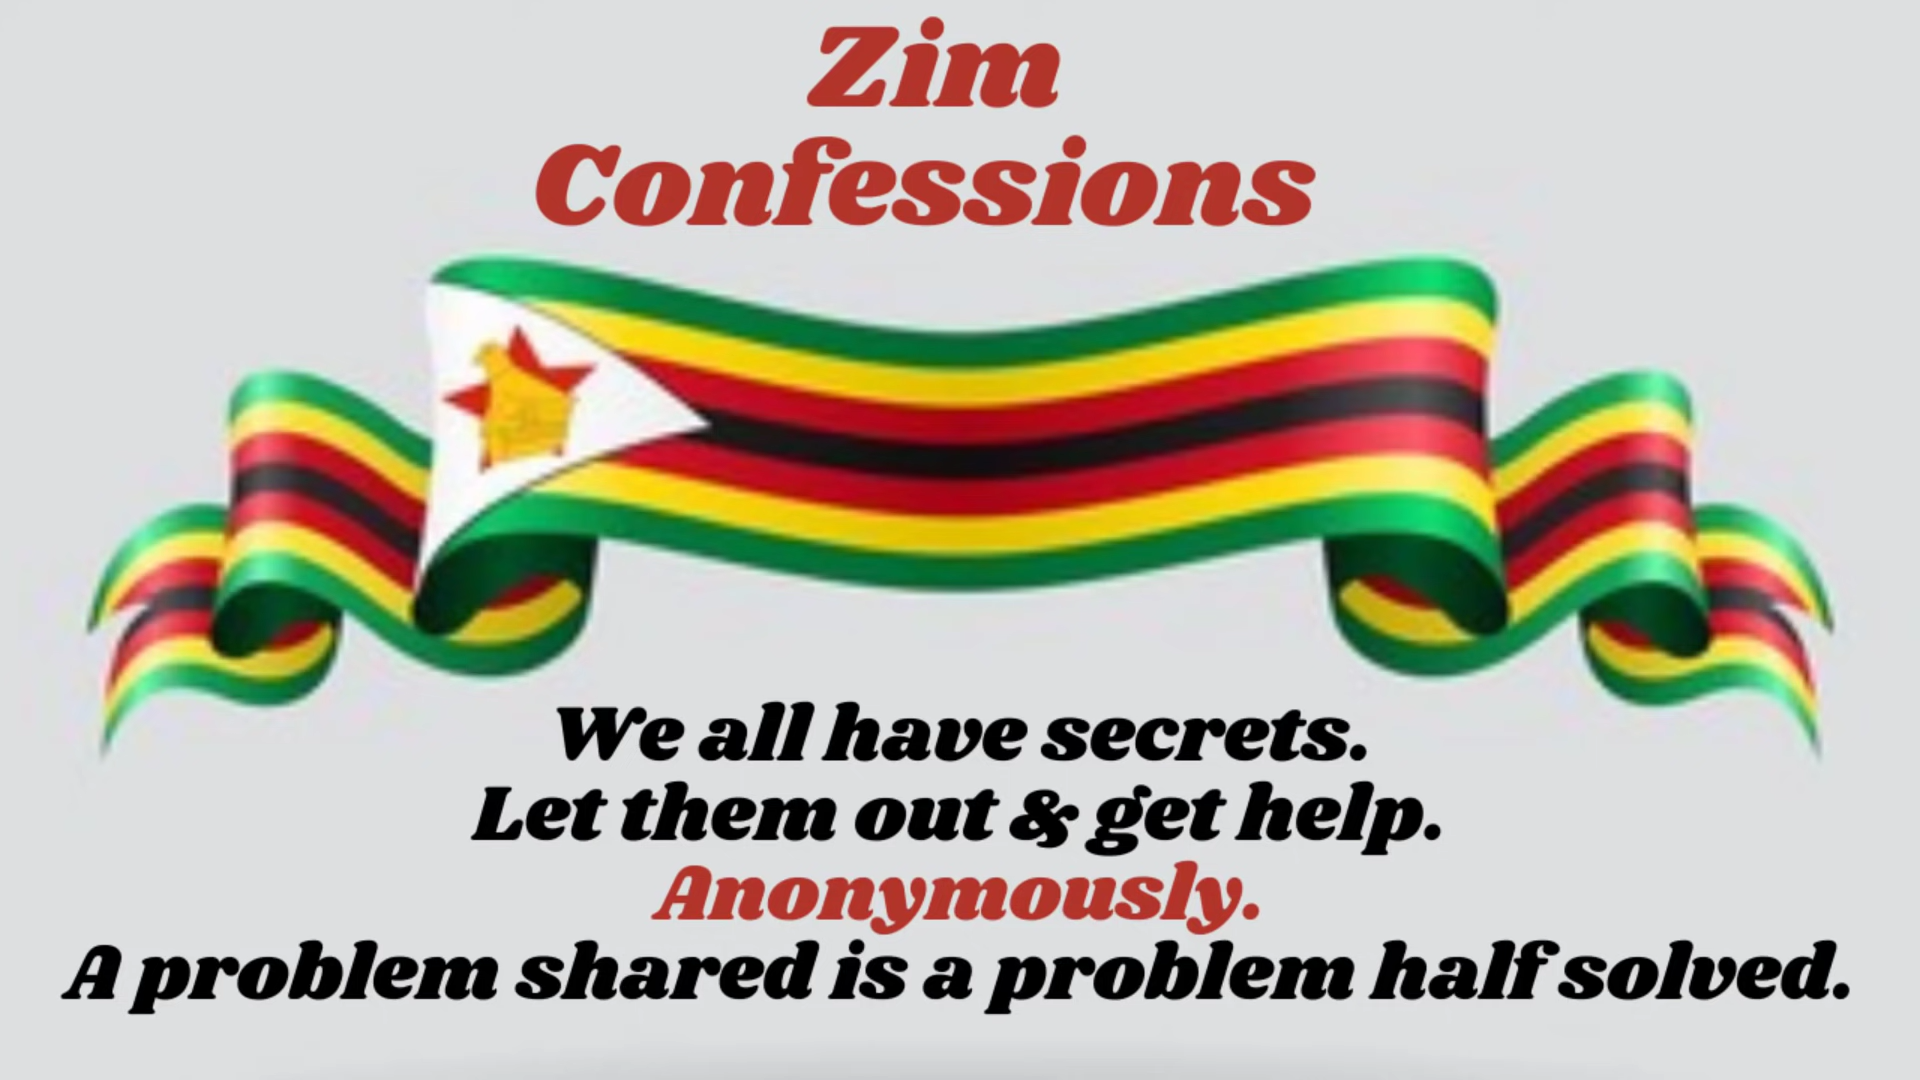 Zim
Confessions
We all have secrets.
Let them out & get help.
Anonymously.
A problem shared is a problem half solved.